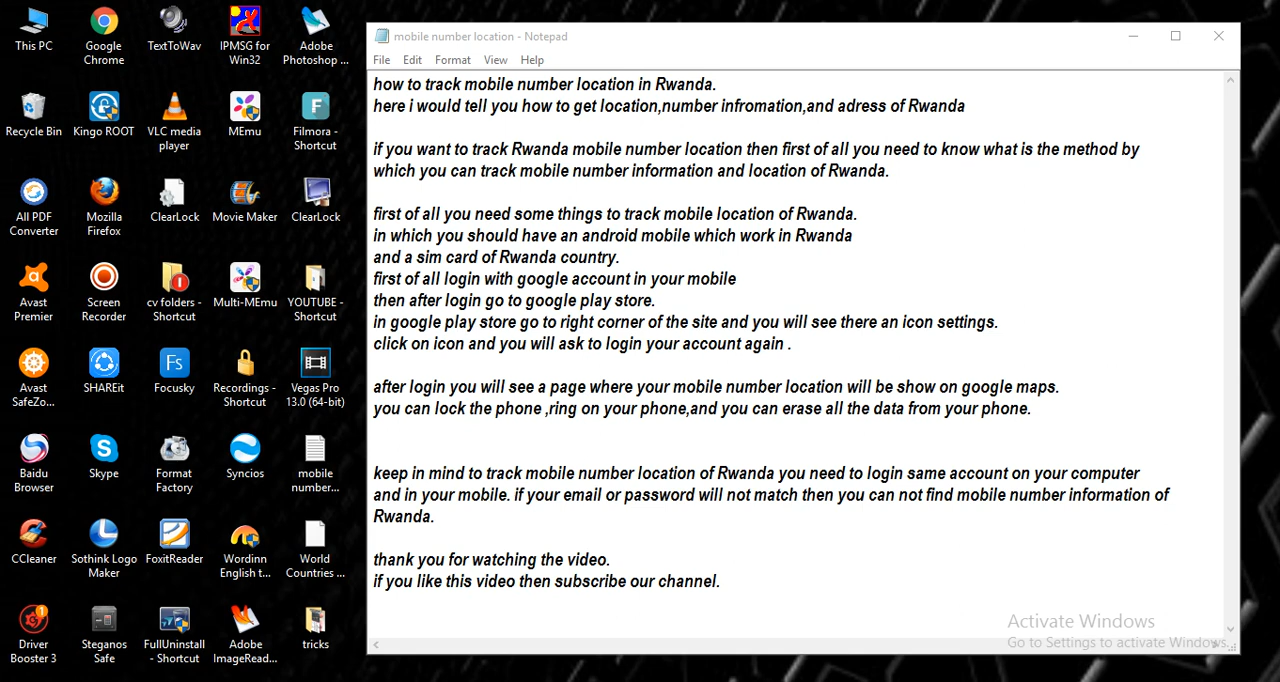 This PC
Google
Chrome
TextToWav
IPMSG for
Win32
Adobe
Photoshop ...
Recycle Bin
Kingo ROOT
VLC media
player
MEmu
Filmora -
Shortcut
All PDF
Converter
Mozilla
Firefox
ClearLock
Movie Maker
ClearLock
Avast
Premier
Screen
Recorder
cv folders -
Shortcut
Multi-MEmu
YOUTUBE -
Shortcut
Avast
SafeZo...
SHAREit
Focusky
Recordings -
Shortcut
Vegas Pro
13.0 (64-bit)
Baidu
Browser
Skype
Format
Factory
Syncios
mobile
number...
CCleaner
Sothink Logo
Maker
FoxitReader
Wordinn
English t...
World
Countries ...
Driver
Booster 3
Steganos
Safe
FullUninstall
- Shortcut
Adobe
ImageRead...
tricks
mobile number location - Notepad
File Edit Format View Help
how to track mobile number location in Rwanda.
here i would tell you how to get location,number infromation,and adress of Rwanda
if you want to track Rwanda mobile number location then first of all you need to know what is the method by
which you can track mobile number information and location of Rwanda.
first of all you need some things to track mobile location of Rwanda.
in which you should have an android mobile which work in Rwanda
and a sim card of Rwanda country.
first of all login with google account in your mobile
then after login go to google play store.
in google play store go to right corner of the site and you will see there an icon settings.
click on icon and you will ask to login your account again .
after login you will see a page where your mobile number location will be show on google maps.
you can lock the phone ,ring on your phone,and you can erase all the data from your phone.
keep in mind to track mobile number location of Rwanda you need to login same account on your computer
and in your mobile. if your email or password will not match then you can not find mobile number information of
Rwanda.
thank you for watching the video.
if you like this video then subscribe our channel.
Activate Windows
Go to Settings to activate Windows.